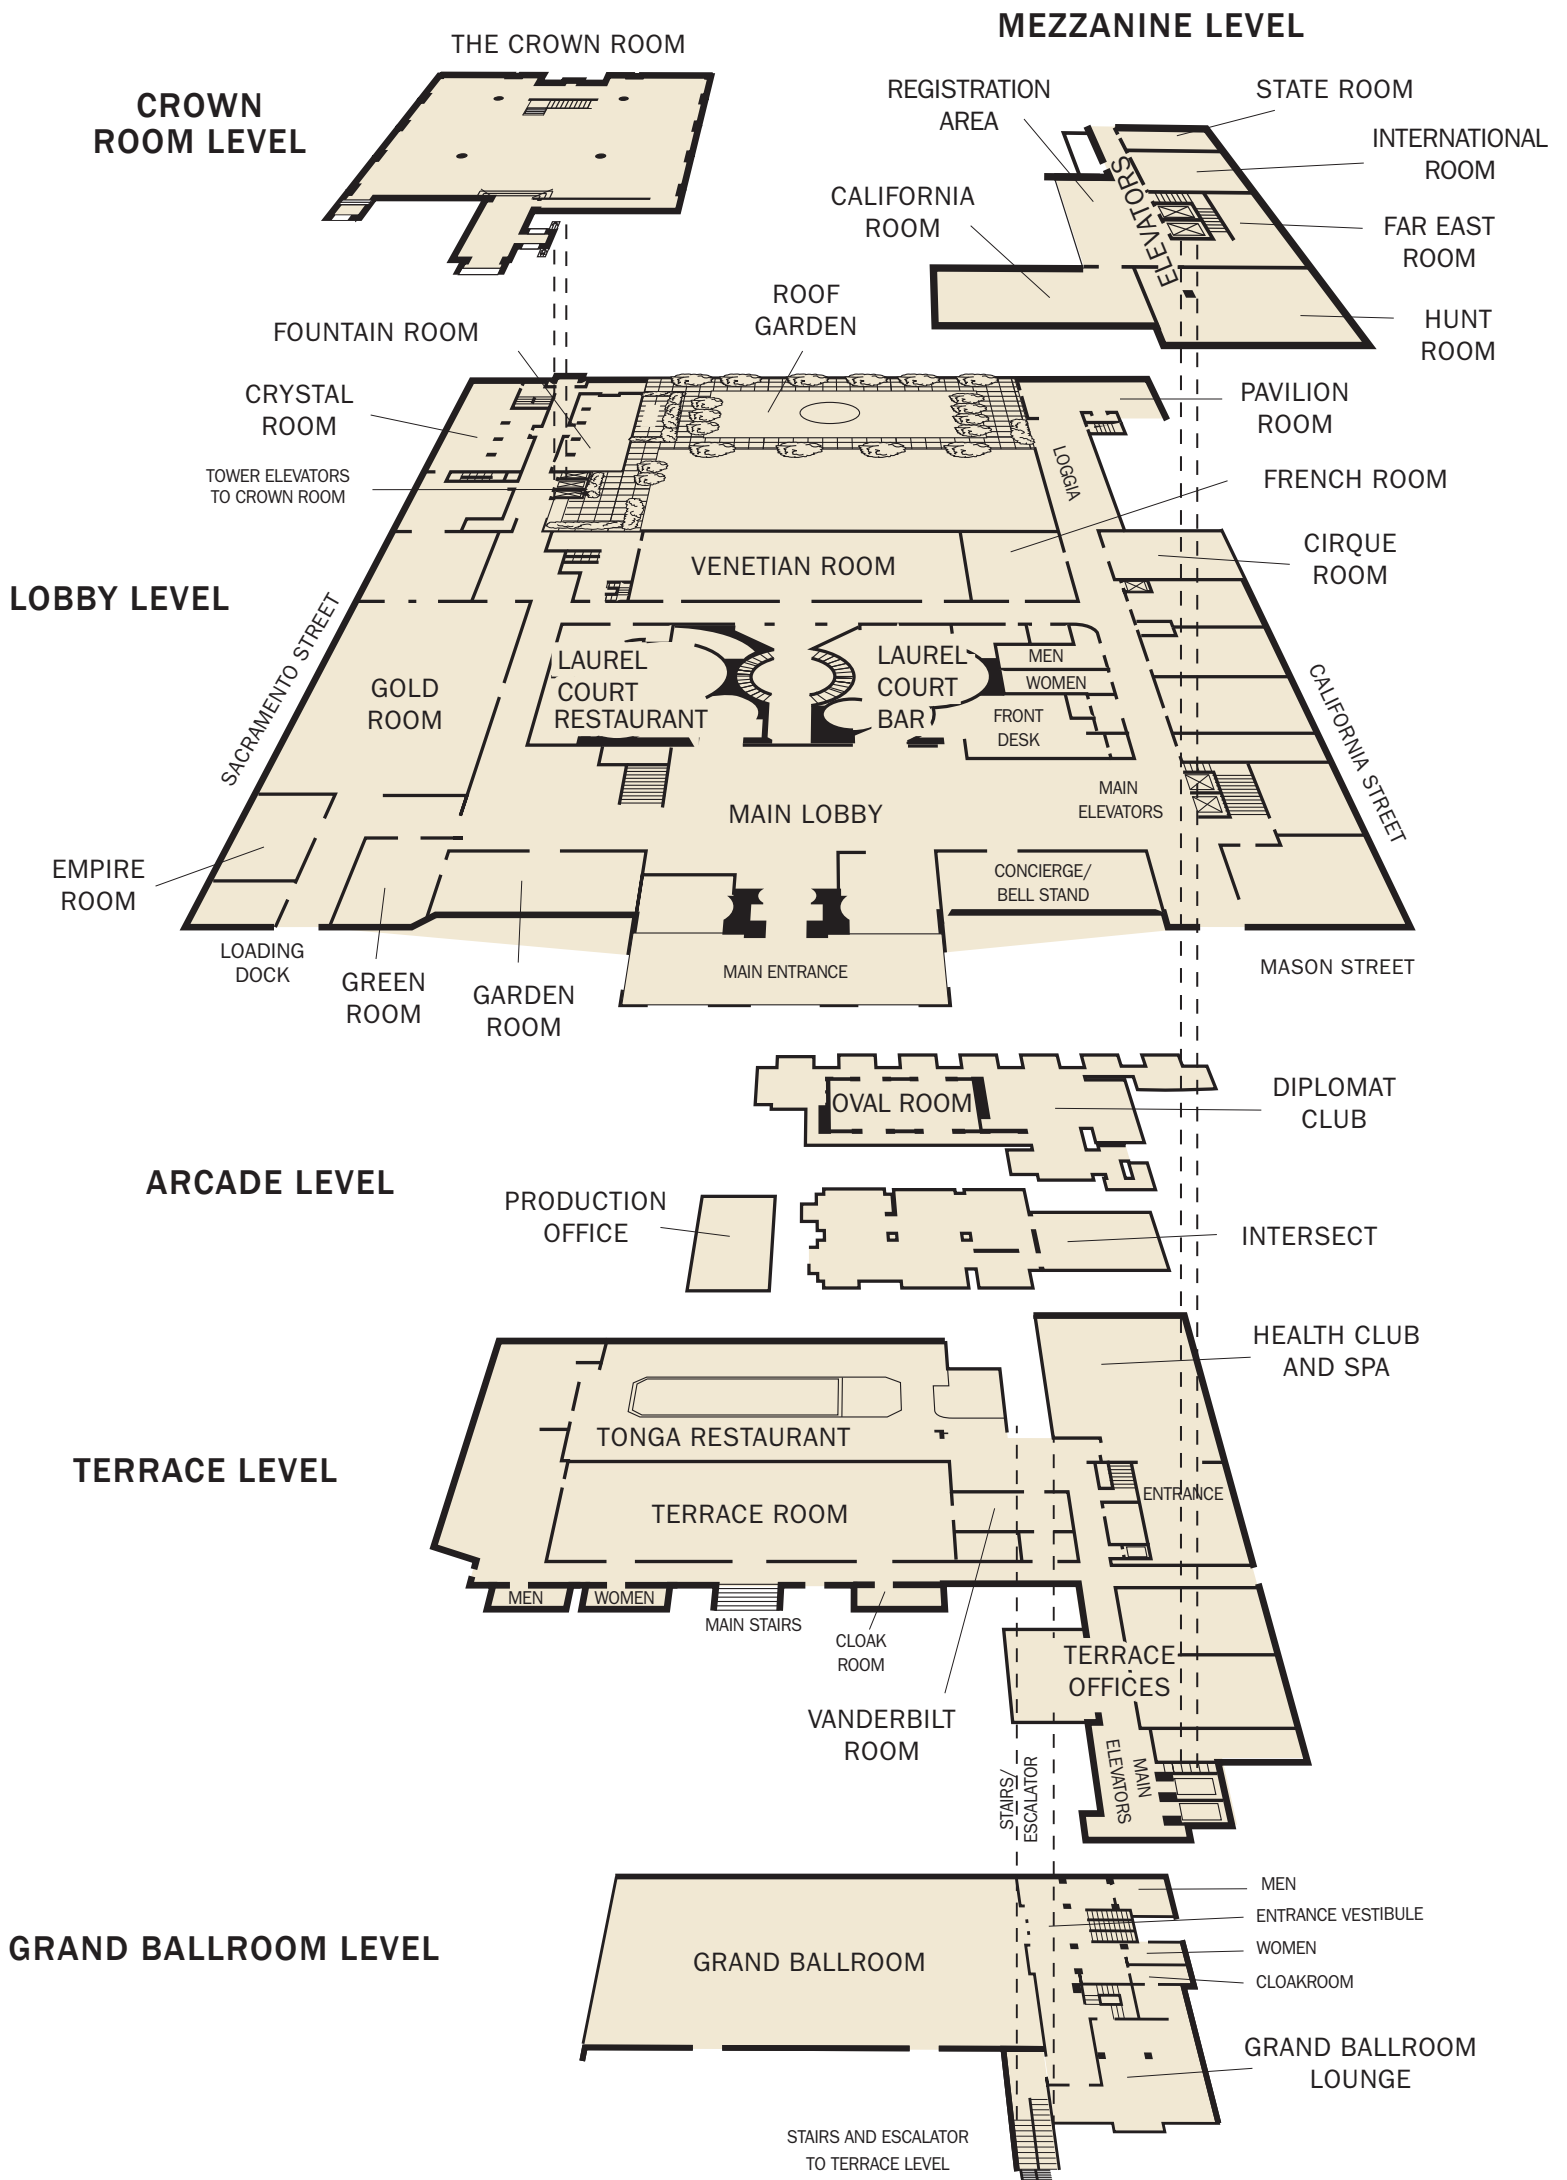 MEZZANINE LEVEL
THE CROWN ROOM
CROWN
ROOM LEVEL
REGISTRATION
AREA
STATE ROOM
INTERNATIONAL
ROOM
CALIFORNIA
ROOM
ELEVATORS
FAR EAST
ROOM
HUNT
ROOM
ROOF
GARDEN
FOUNTAIN ROOM
CRYSTAL
ROOM
PAVILION
ROOM
TOWER ELEVATORS
TO CROWN ROOM
LOGGIA
FRENCH ROOM
VENETIAN ROOM
CIRQUE
ROOM
LOBBY LEVEL
SACRAMENTO STREET
GOLD
ROOM
LAUREL
COURT
RESTAURANT
LAUREL
COURT
BAR
MEN
WOMEN
FRONT
DESK
CALIFORNIA STREET
MAIN LOBBY
MAIN
ELEVATORS
EMPIRE
ROOM
CONCIERGE/
BELL STAND
LOADING
DOCK
GREEN
ROOM
GARDEN
ROOM
MAIN ENTRANCE
MASON STREET
OVAL ROOM
DIPLOMAT
CLUB
ARCADE LEVEL
PRODUCTION
OFFICE
INTERSECT
HEALTH CLUB
AND SPA
TONGA RESTAURANT
TERRACE LEVEL
ENTRANCE
TERRACE ROOM
MEN
WOMEN
MAIN STAIRS
CLOAK
ROOM
TERRACE
OFFICES
VANDERBILT
ROOM
STAIRS/
ESCALATOR
MAIN
ELEVATORS
MEN
ENTRANCE VESTIBULE
GRAND BALLROOM LEVEL
GRAND BALLROOM
WOMEN
CLOAKROOM
GRAND BALLROOM
LOUNGE
STAIRS AND ESCALATOR
TO TERRACE LEVEL